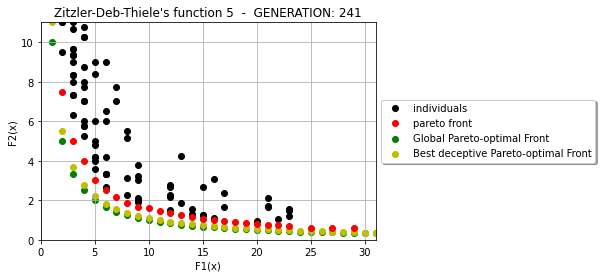 Zitzler-Deb-Thiele's function 5 - GENERATION: 241
F2(x)
10
8
6
4
2
0
0 5 10 15 20 25 30
F1(x)
individuals
pareto front
Global Pareto-optimal Front
Best deceptive Pareto-optimal Front